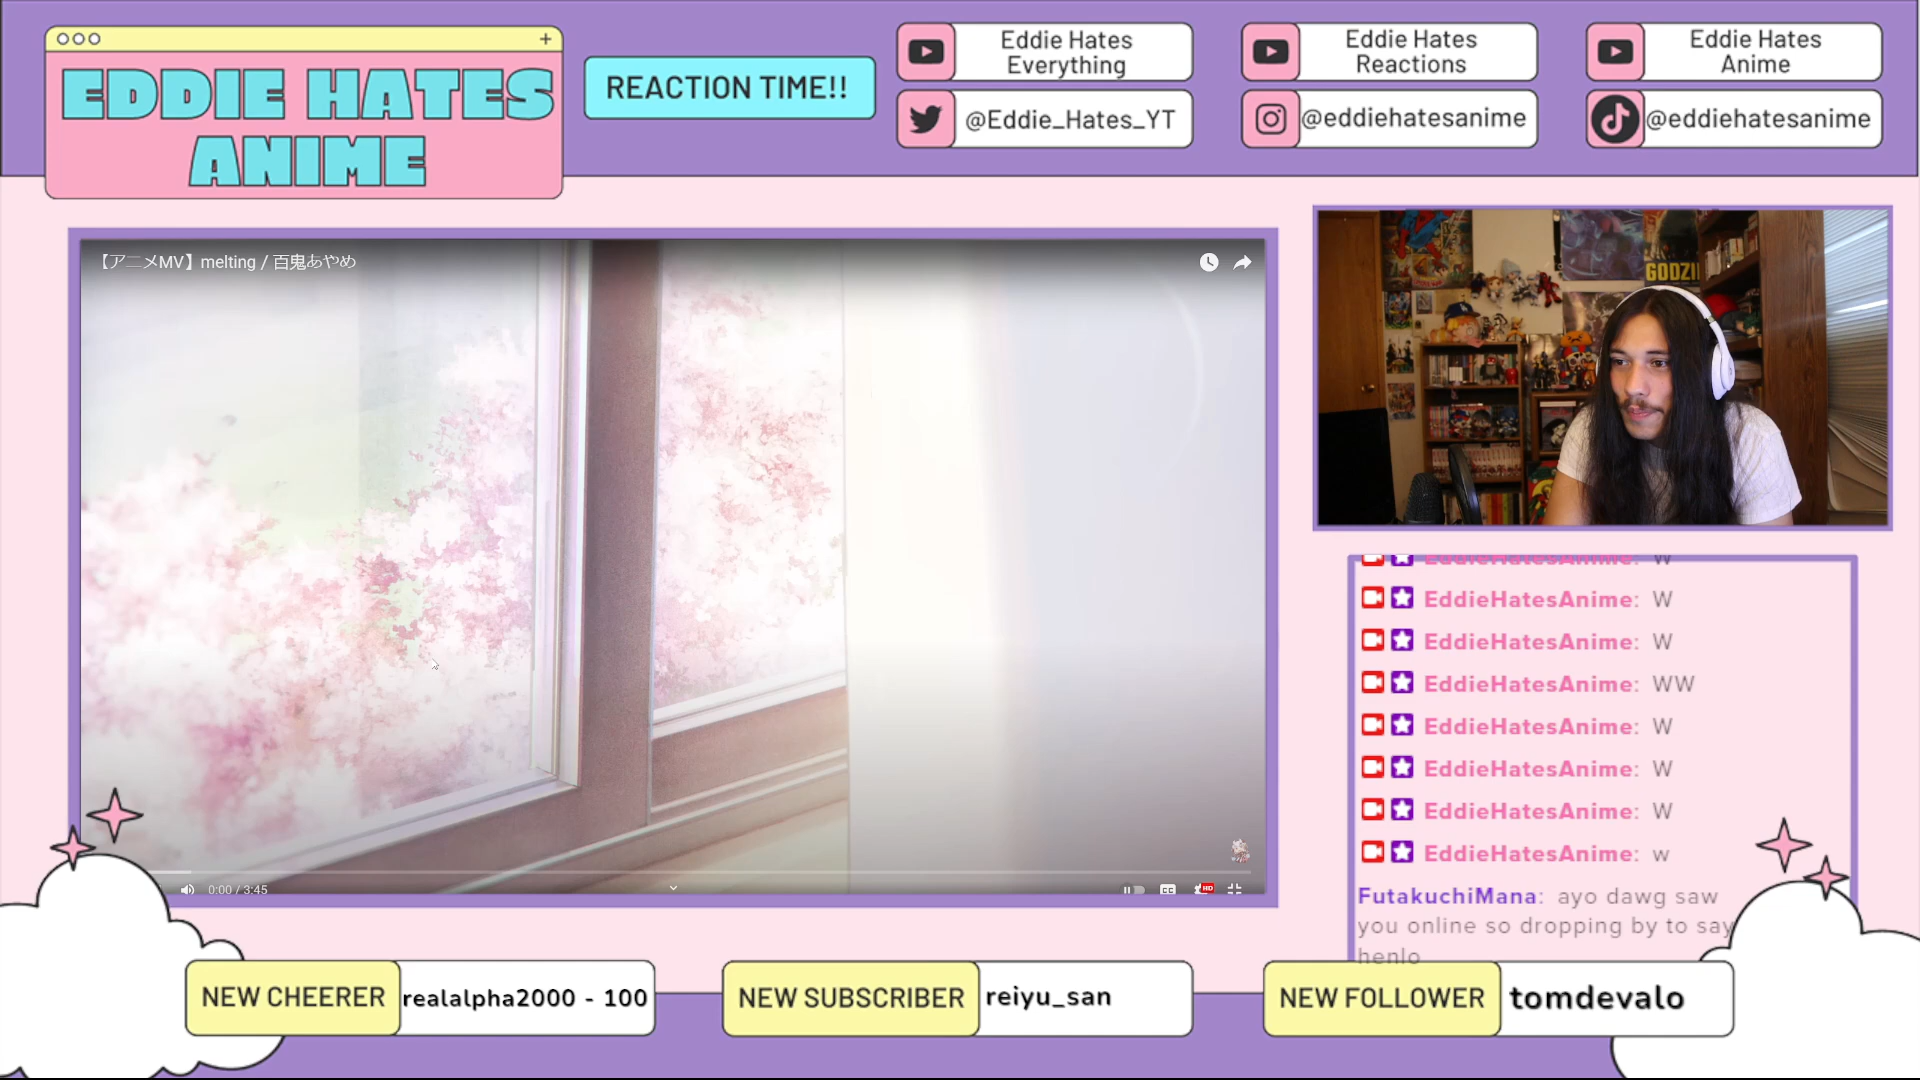 EDDIE HATES
ANIME
REACTION TIME!!
Eddie Hates
Everything
Eddie Hates
Reactions
Eddie Hates
Anime
@Eddie_Hates_YT
@eddiehatesanime
@eddiehatesanime
【アニメMV】melting / 百鬼あやめ
GODZI
0:00 / 3:45
CC
HD
EddieHatesAnime: W
EddieHatesAnime: W
EddieHatesAnime: W
EddieHatesAnime: WW
EddieHatesAnime: W
EddieHatesAnime: W
EddieHatesAnime: W
EddieHatesAnime: w
FutakuchiMana: ayo dawg saw
you online so dropping by to say
henlo
NEW CHEERER
realalpha2000 - 100
NEW SUBSCRIBER
reiyu_san
NEW FOLLOWER
tomdevalo